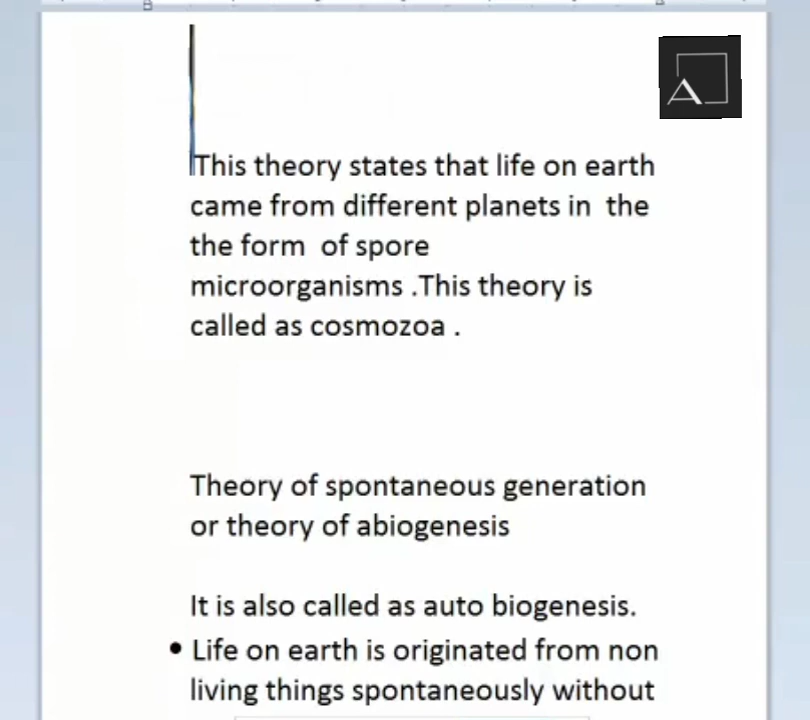 A
This theory states that life on earth
came from different planets in  the
the form  of spore
microorganisms .This theory is
called as cosmozoa .
Theory of spontaneous generation
or theory of abiogenesis
It is also called as auto biogenesis.
• Life on earth is originated from non
living things spontaneously without